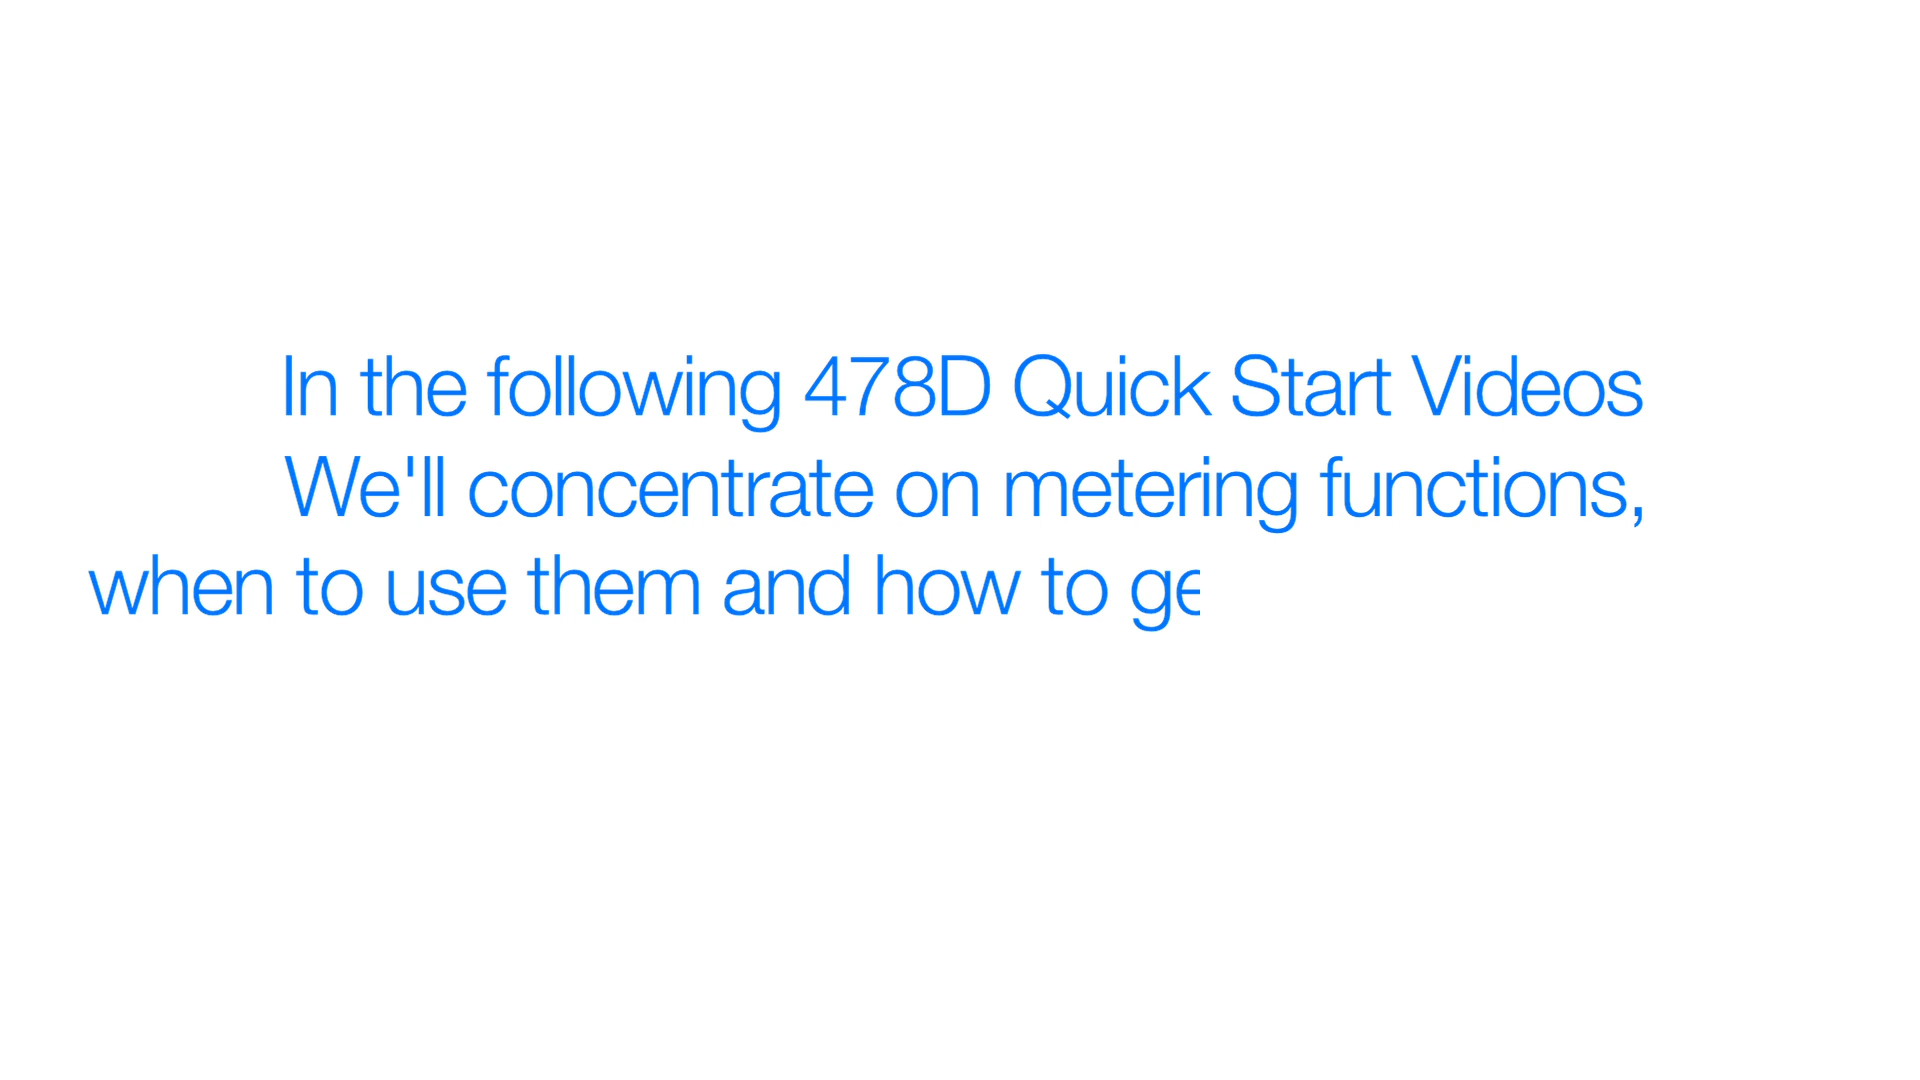 In the following 478D Quick Start Videos
We'll concentrate on metering functions,
when to use them and how to